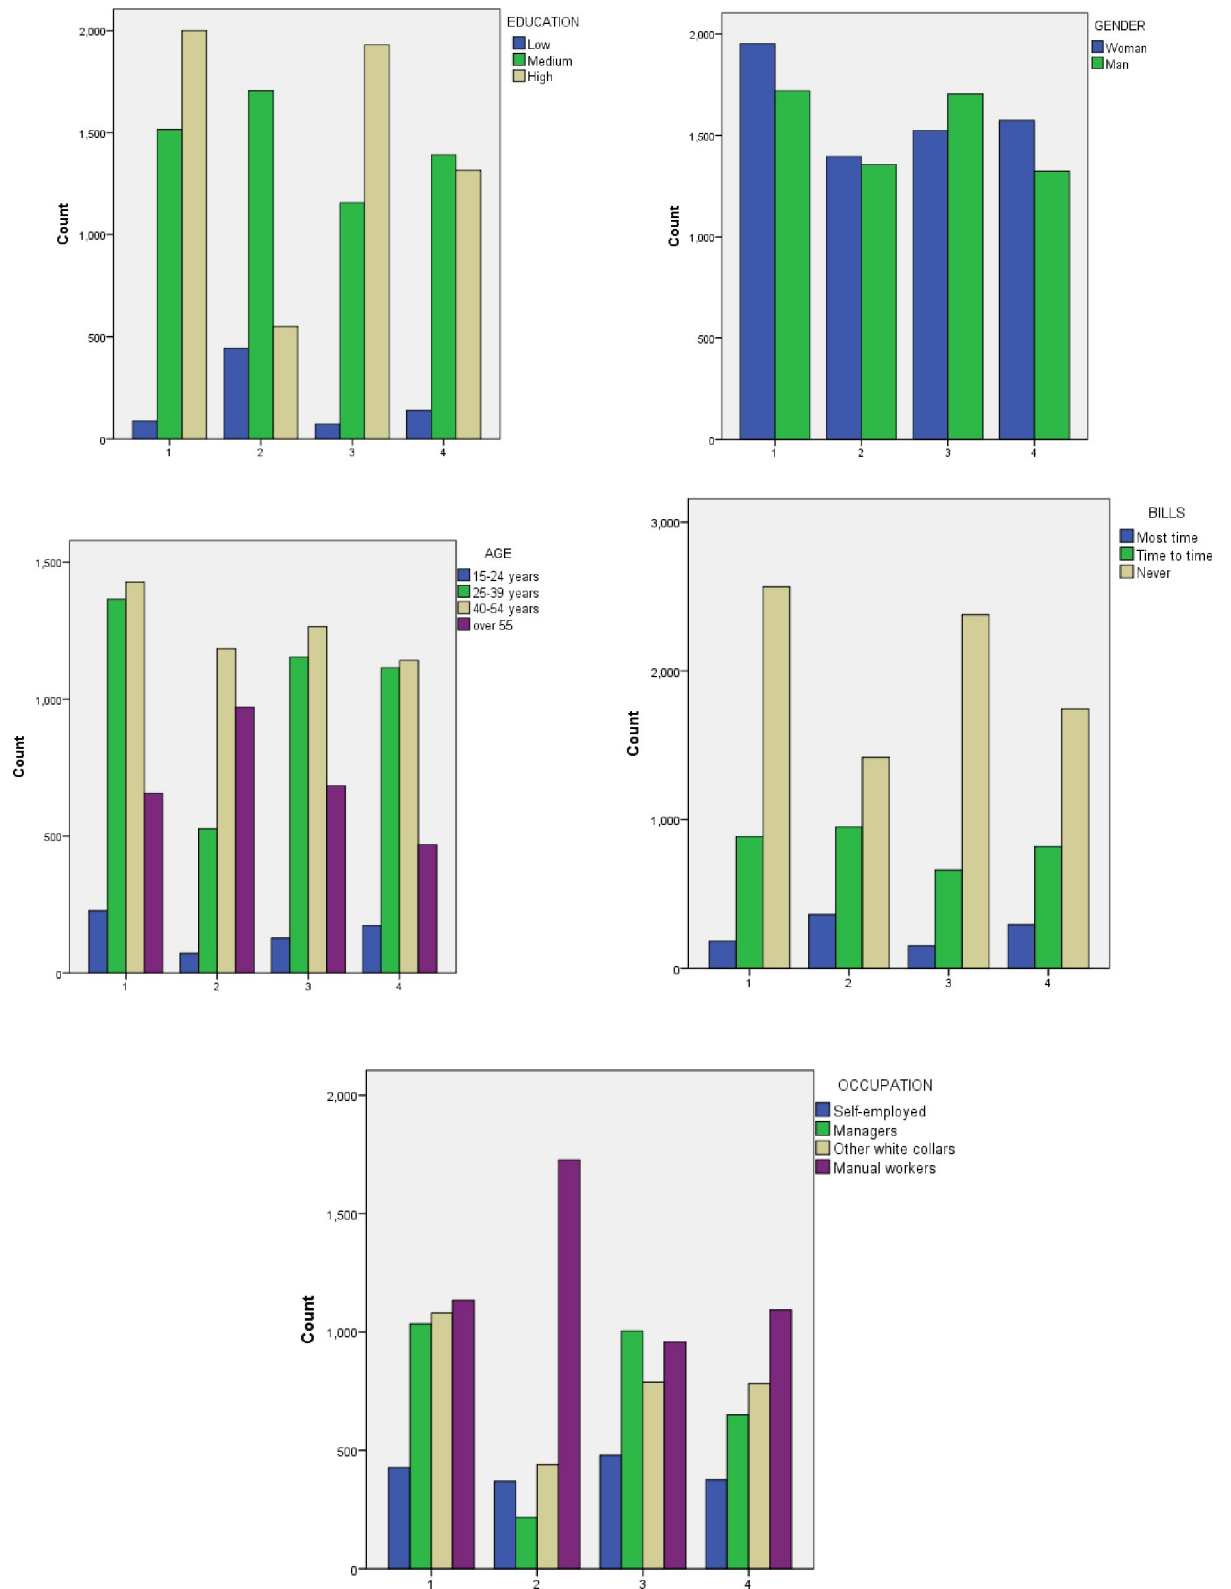 EDUCATION
Low
Medium
High
2,000
1,500
1,000
500
0
Count
1 2 3 4
GENDER
Woman
Man
2,000
1,500
1,000
500
0
Count
1 2 3 4
AGE
15-24 years
25-39 years
40-54 years
over 55
1,500
1,000
500
0
Count
1 2 3 4
BILLS
Most time
Time to time
Never
3,000
2,000
1,000
0
Count
1 2 3 4
OCCUPATION
Self-employed
Managers
Other white collars
Manual workers
2,000
1,500
1,000
500
0
Count
1 2 3 4